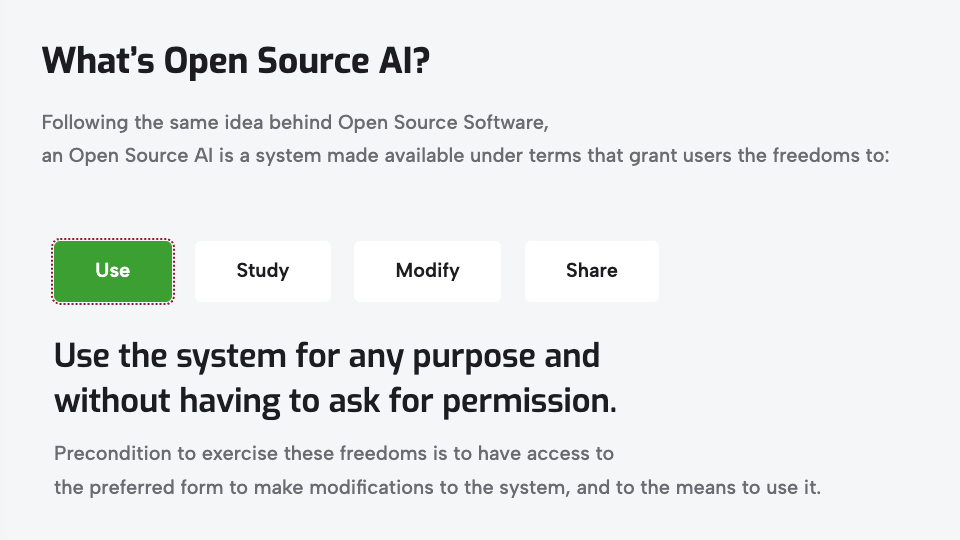 What's Open Source AI?
Following the same idea behind Open Source Software,
an Open Source AI is a system made available under terms that grant users the freedoms to:
Use
Study
Modify
Share
Use the system for any purpose and
without having to ask for permission.
Precondition to exercise these freedoms is to have access to
the preferred form to make modifications to the system, and to the means to use it.